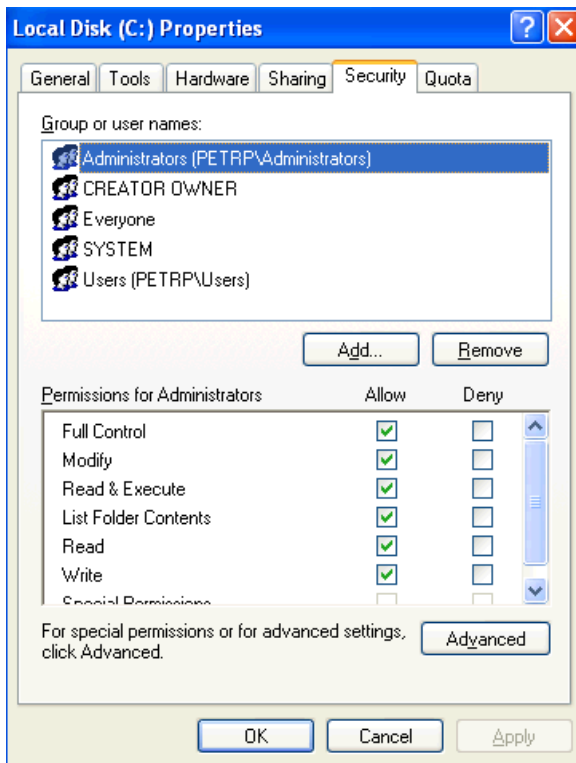 Local Disk (C:) Properties
General Tools Hardware Sharing Security Quota
Group or user names:
Administrators (PETRP\Administrators)
CREATOR OWNER
Everyone
SYSTEM
Users (PETRP\Users)
Add... Remove
Permissions for Administrators Allow Deny
Full Control
Modify
Read & Execute
List Folder Contents
Read
Write
Special Permissions
For special permissions or for advanced settings, Advanced
click Advanced.
OK Cancel Apply